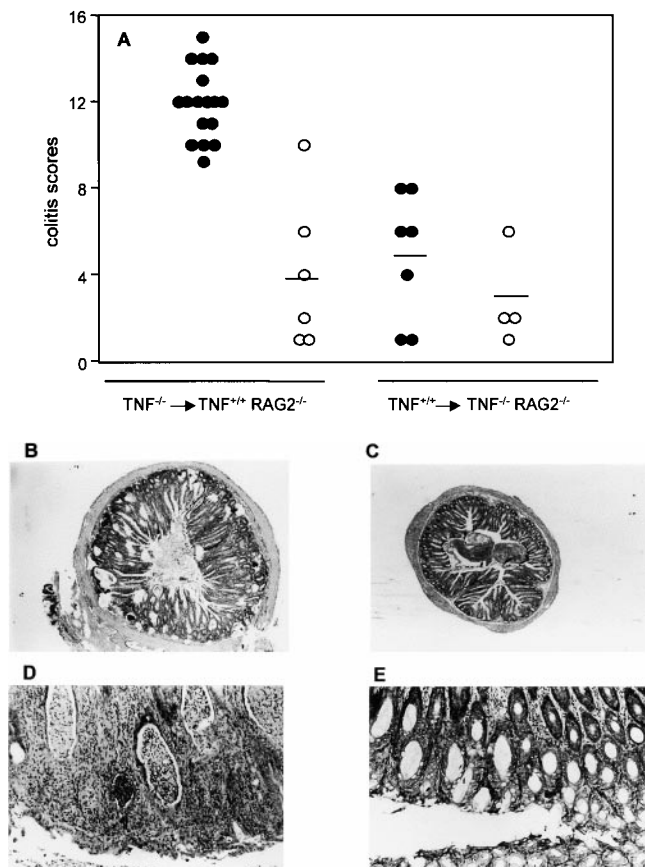 A
16
12
8
4
0
colitis scores
TNF-/- → TNF+/+ RAG2-/-
TNF+/+ → TNF-/- RAG2-/-
B
C
D
E